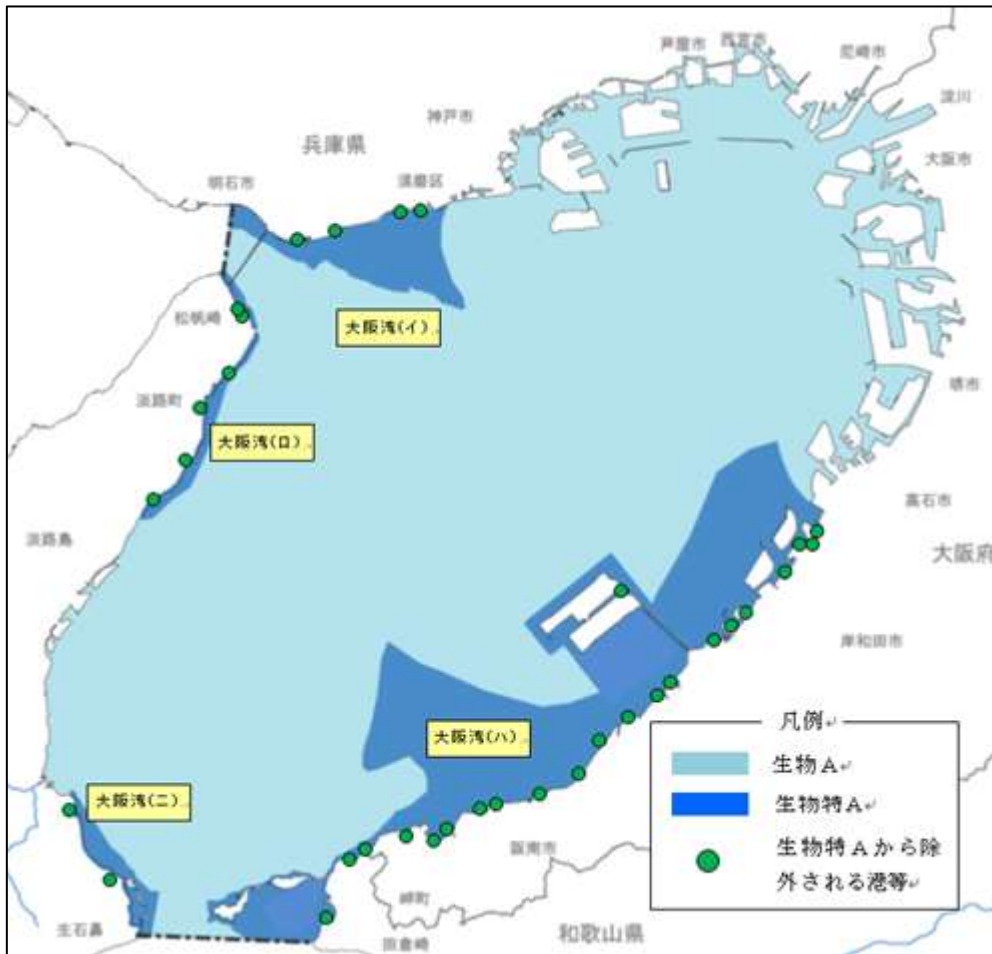 芦屋市
西宮市
尼崎市
神戸市
淀川
兵庫県
大阪市
明石市
須磨区
松帆崎
大阪湾(イ)
堺市
淡路町
大阪湾(ロ)
高石市
淡路島
大阪府
岸和田市
凡例
大阪湾(ハ)
生物A
大阪湾(ニ)
生物特A
阪南市
生物特Aから除
外される港等
岬町
生石鼻
田倉崎
和歌山県